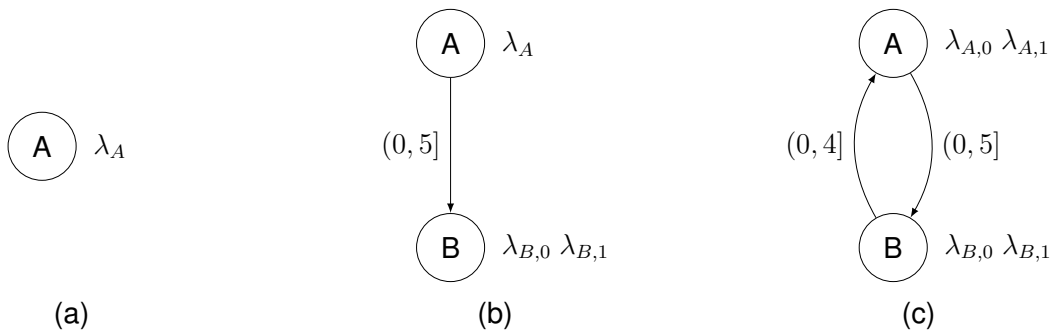 A λ_A
(a)
A λ_A
(0, 5]
B λ_{B,0} λ_{B,1}
(b)
A λ_{A,0} λ_{A,1}
(0, 4] (0, 5]
B λ_{B,0} λ_{B,1}
(c)